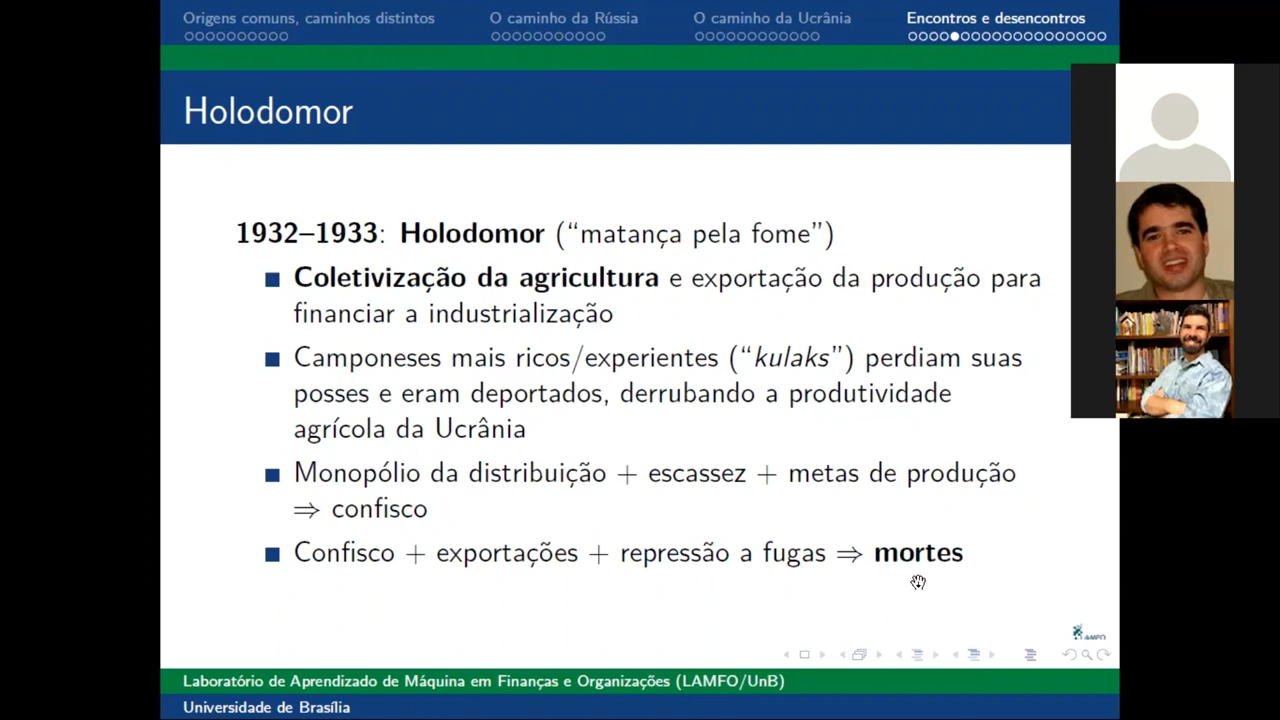 Origens comuns, caminhos distintos
O caminho da Rússia
O caminho da Ucrânia
Encontros e desencontros
Holodomor
1932–1933: Holodomor (“matança pela fome”)
Coletivização da agricultura e exportação da produção para
financiar a industrialização
Camponeses mais ricos/experientes (“kulaks”) perdiam suas
posses e eram deportados, derrubando a produtividade
agrícola da Ucrânia
Monopólio da distribuição + escassez + metas de produção
⇒ confisco
Confisco + exportações + repressão a fugas ⇒ mortes
LAMFO
Laboratório de Aprendizado de Máquina em Finanças e Organizações (LAMFO/UnB)
Universidade de Brasília